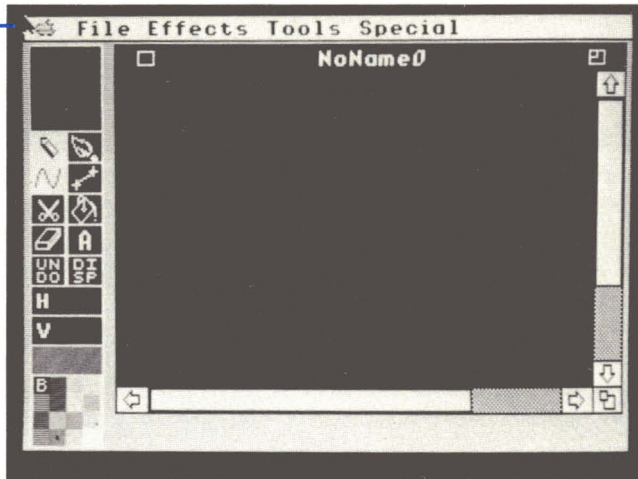 File Effects Tools Special
NoName0
A
UN DI
DO SP
H
V
B